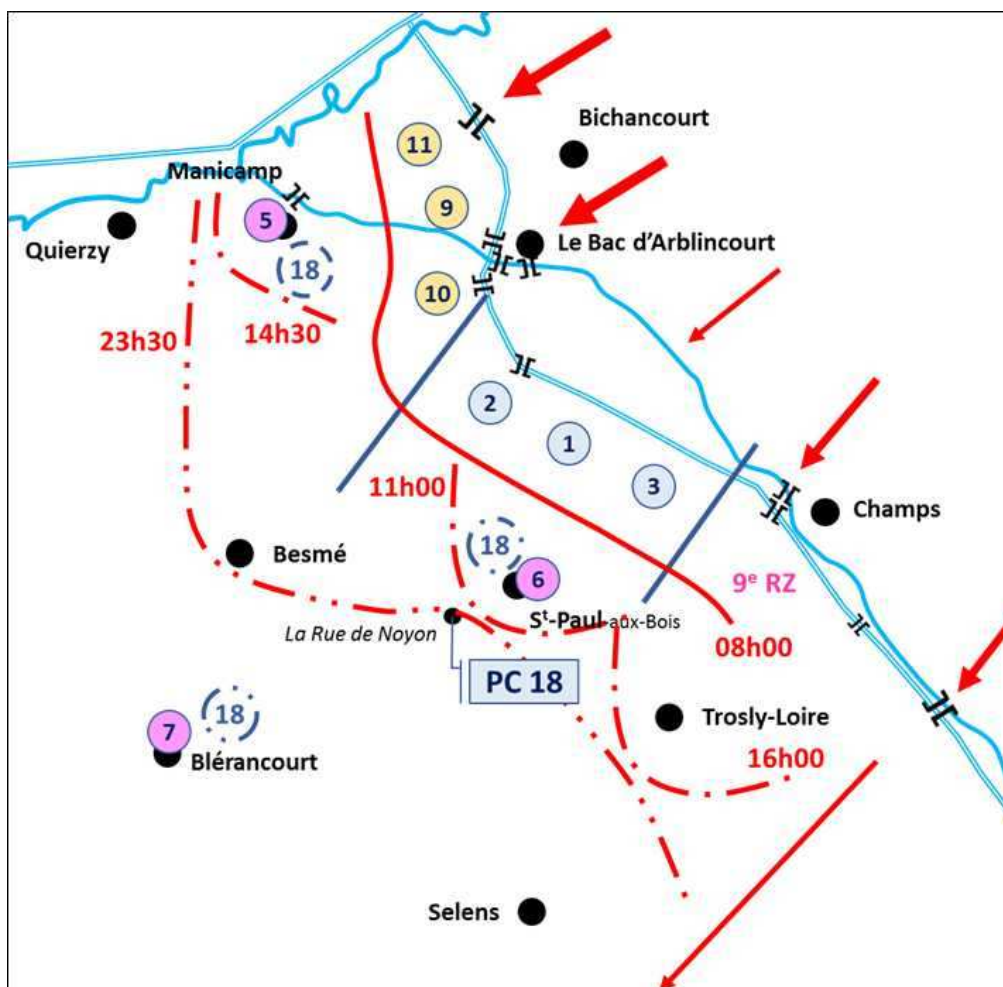 Bichancourt
11
Manicamp
9
5
Quierzy
Le Bac d'Arblincourt
18
10
23h30
14h30
2
1
3
11h00
Champs
18
Besmé
6
9e RZ
St-Paul-aux-Bois
La Rue de Noyon
08h00
PC 18
18
7
Trosly-Loire
Blérancourt
16h00
Selens